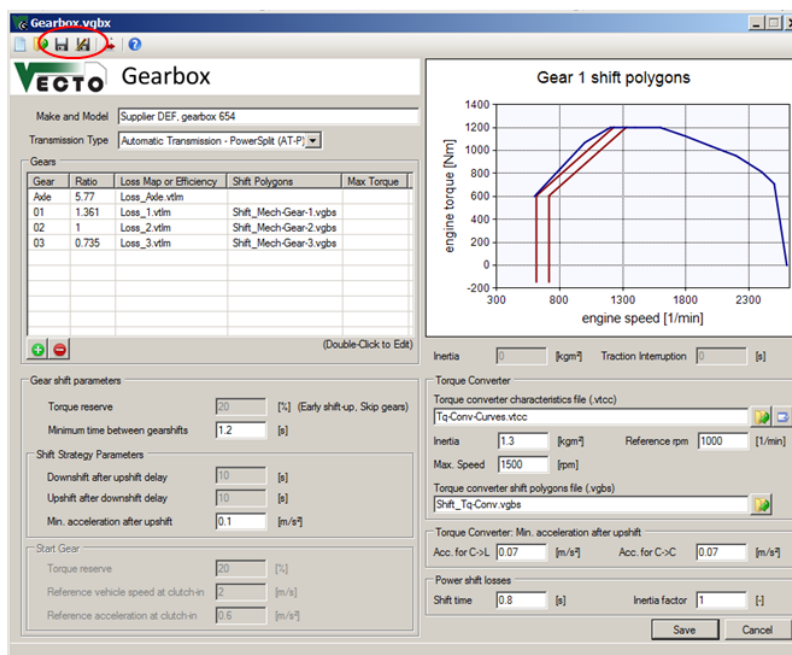 Gearbox.vgbx
VECTO Gearbox
Make and Model Supplier DEF, gearbox 654
Transmission Type Automatic Transmission - PowerSplit (AT-P)
Gears
Gear Ratio Loss Map or Efficiency Shift Polygons Max Torque
Axle 5.77 Loss_Axle.vtlm
01 1.361 Loss_1.vtlm Shift_Mech-Gear-1.vgbs
02 1 Loss_2.vtlm Shift_Mech-Gear-2.vgbs
03 0.735 Loss_3.vtlm Shift_Mech-Gear-3.vgbs
(Double-Click to Edit)
Gear shift parameters
Torque reserve 20 [%] (Early shift-up, Skip gears)
Minimum time between gearshifts 1.2 [s]
Shift Strategy Parameters
Downshift after upshift delay 10 [s]
Upshift after downshift delay 10 [s]
Min. acceleration after upshift 0.1 [m/s²]
Start Gear
Torque reserve 20 [%]
Reference vehicle speed at clutch-in 2 [m/s]
Reference acceleration at clutch-in 0.6 [m/s²]
Gear 1 shift polygons
engine torque [Nm]
1400
1200
1000
800
600
400
200
0
-200
300 800 1300 1800 2300
engine speed [1/min]
Inertia 0 [kgm²] Traction Interruption 0 [s]
Torque Converter
Torque converter characteristics file (.vtcc)
Tq-Conv-Curves.vtcc
Inertia 1.3 [kgm²] Reference rpm 1000 [1/min]
Max. Speed 1500 [rpm]
Torque converter shift polygons file (.vgbs)
Shift_Tq-Conv.vgbs
Torque Converter: Min. acceleration after upshift
Acc. for C->L 0.07 [m/s²] Acc. for C->C 0.07 [m/s²]
Power shift losses
Shift time 0.8 [s] Inertia factor 1 [-]
Save Cancel